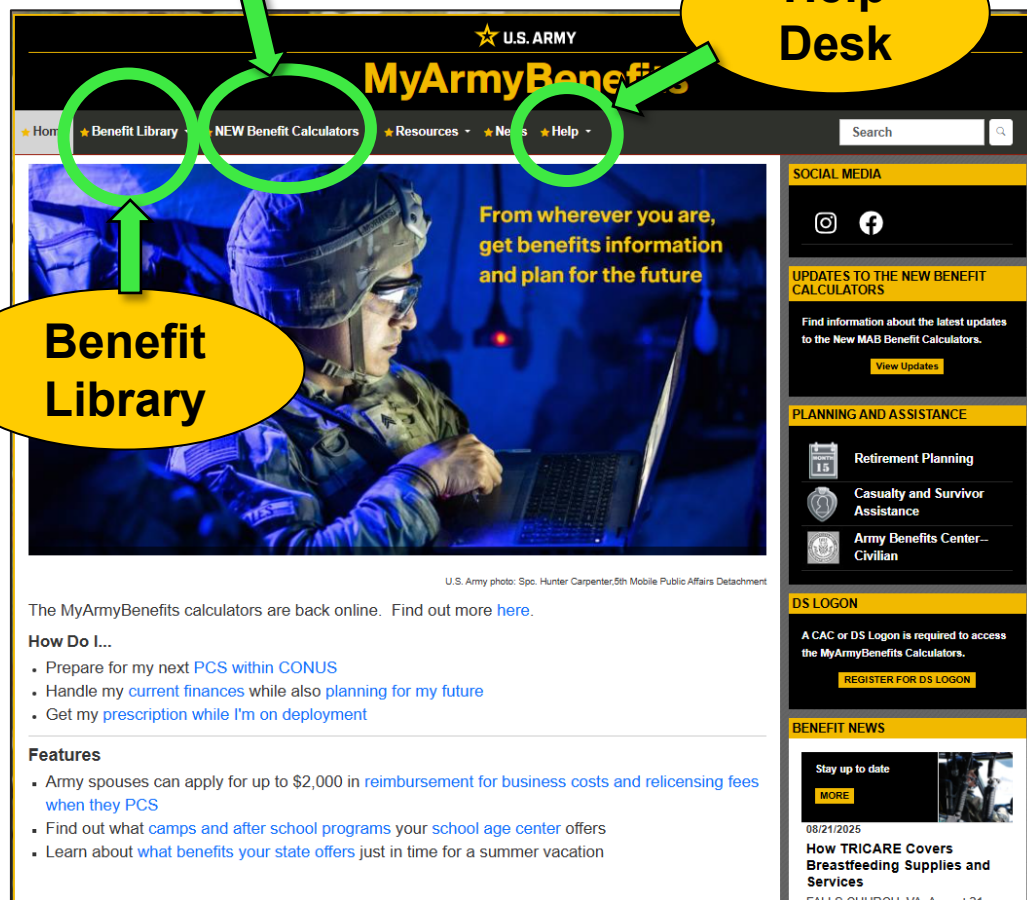 Help
Desk
U.S. ARMY
MyArmyBenefits
Home Benefit Library NEW Benefit Calculators Resources News Help Search
From wherever you are,
get benefits information
and plan for the future
Benefit
Library
U.S. Army photo: Spc. Hunter Carpenter,5th Mobile Public Affairs Detachment
The MyArmyBenefits calculators are back online. Find out more here.
How Do I...
Prepare for my next PCS within CONUS
Handle my current finances while also planning for my future
Get my prescription while I'm on deployment
Features
Army spouses can apply for up to $2,000 in reimbursement for business costs and relicensing fees
when they PCS
Find out what camps and after school programs your school age center offers
Learn about what benefits your state offers just in time for a summer vacation
SOCIAL MEDIA
UPDATES TO THE NEW BENEFIT
CALCULATORS
Find information about the latest updates
to the New MAB Benefit Calculators.
View Updates
PLANNING AND ASSISTANCE
MONTH
15
Retirement Planning
Casualty and Survivor
Assistance
Army Benefits Center--
Civilian
DS LOGON
A CAC or DS Logon is required to access
the MyArmyBenefits Calculators.
REGISTER FOR DS LOGON
BENEFIT NEWS
Stay up to date
MORE
08/21/2025
How TRICARE Covers
Breastfeeding Supplies and
Services
FALLS CHURCH, VA, August 21,